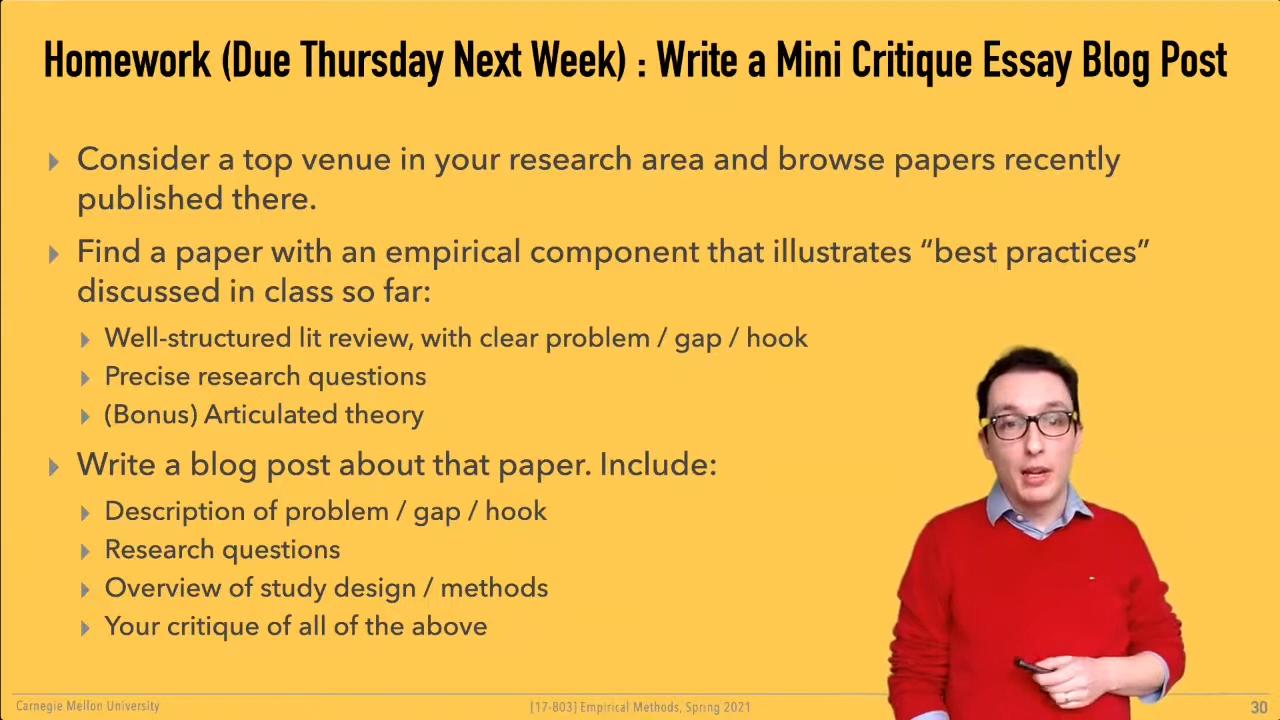 Homework (Due Thursday Next Week) : Write a Mini Critique Essay Blog Post
Consider a top venue in your research area and browse papers recently
published there.
Find a paper with an empirical component that illustrates “best practices”
discussed in class so far:
Well-structured lit review, with clear problem / gap / hook
Precise research questions
(Bonus) Articulated theory
Write a blog post about that paper. Include:
Description of problem / gap / hook
Research questions
Overview of study design / methods
Your critique of all of the above
Carnegie Mellon University
[17-803] Empirical Methods, Spring 2021
30